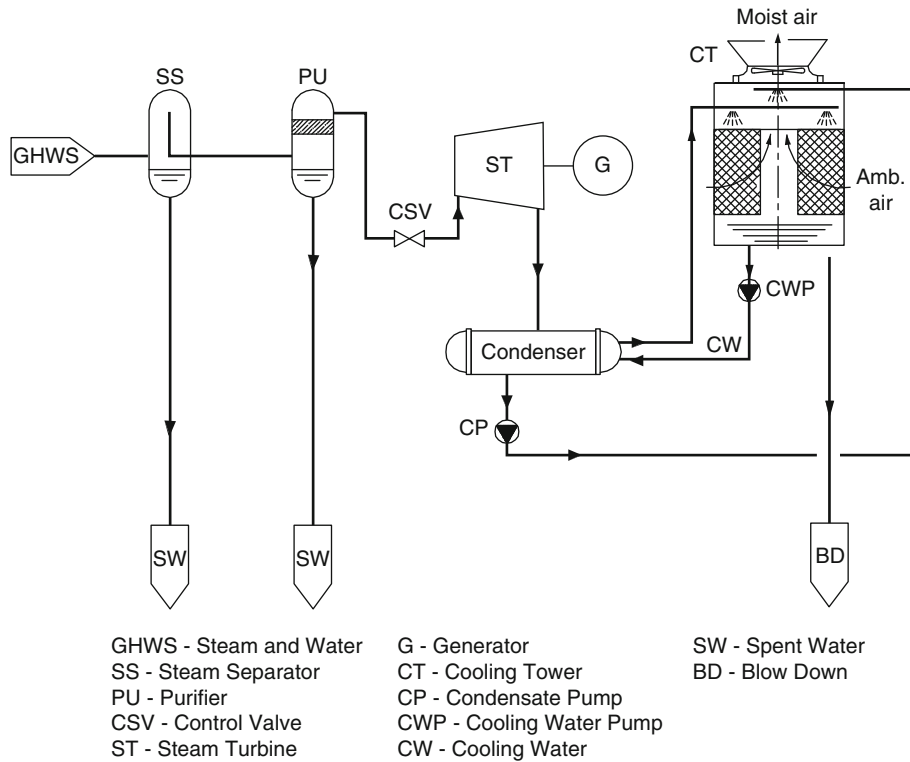 Moist air
CT
SS
PU
GHWS
ST
G
CSV
Amb.
air
CWP
CW
Condenser
CP
SW
SW
BD
GHWS - Steam and Water
SS - Steam Separator
PU - Purifier
CSV - Control Valve
ST - Steam Turbine
G - Generator
CT - Cooling Tower
CP - Condensate Pump
CWP - Cooling Water Pump
CW - Cooling Water
SW - Spent Water
BD - Blow Down